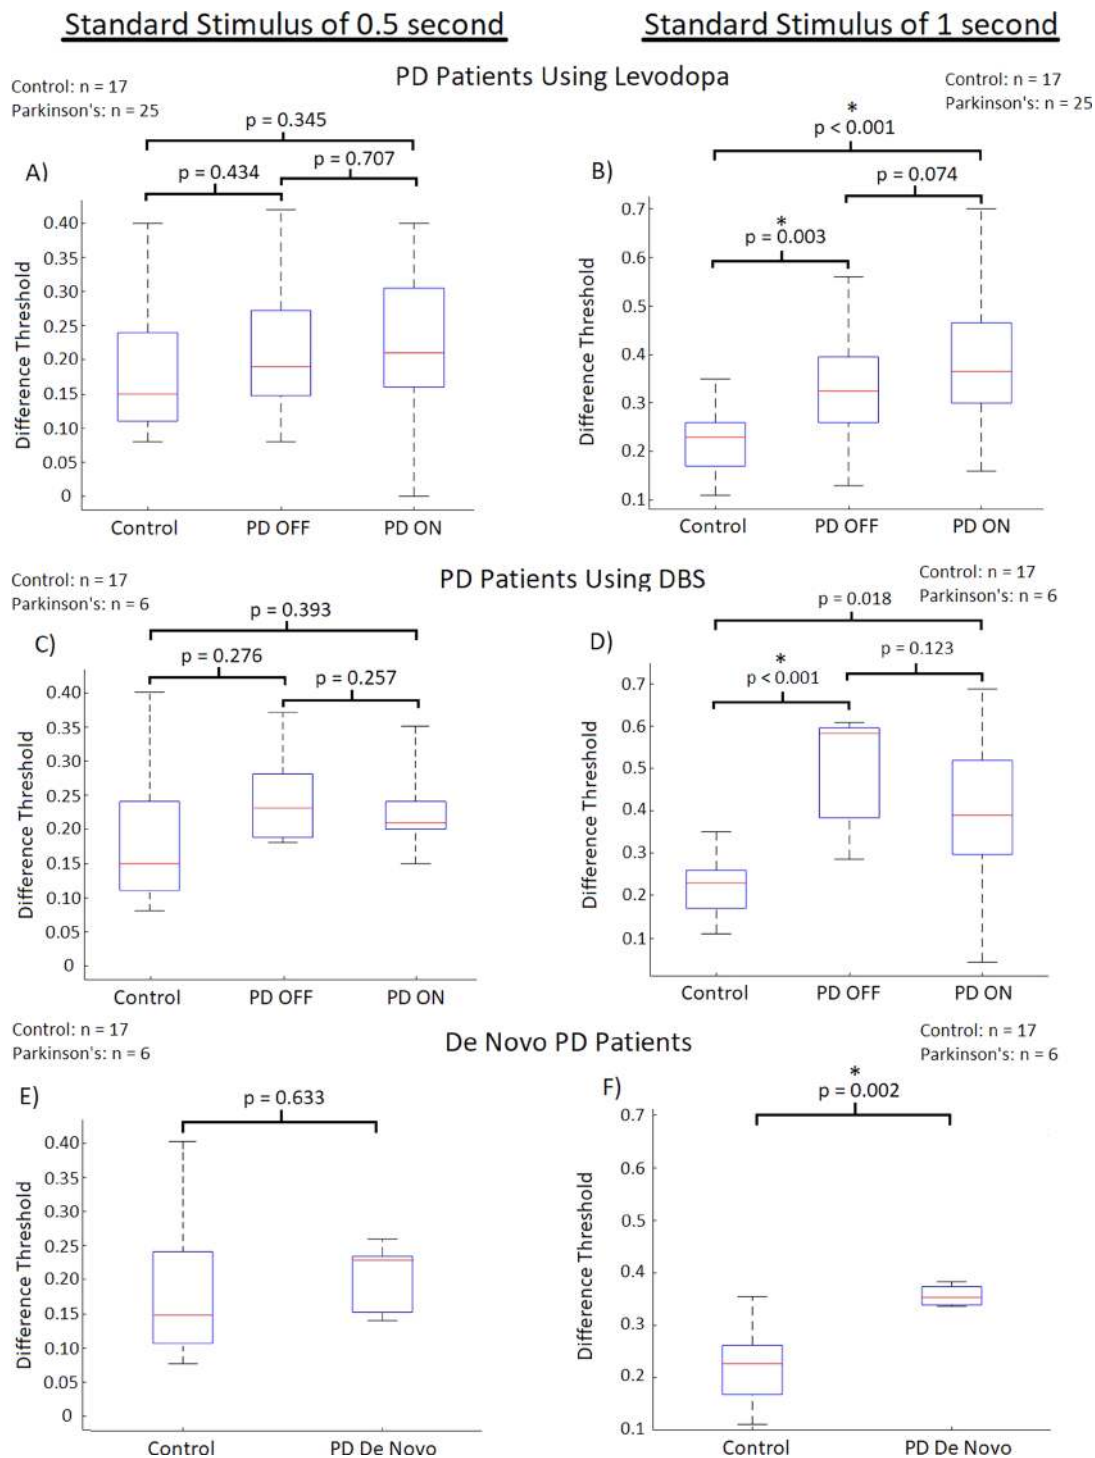 Standard Stimulus of 0.5 second
Standard Stimulus of 1 second
PD Patients Using Levodopa
Control: n = 17
Parkinson's: n = 25
A)
p = 0.345
p = 0.434
p = 0.707
Difference Threshold
0.40
0.35
0.30
0.25
0.20
0.15
0.10
0.05
0
Control PD OFF PD ON
Control: n = 17
Parkinson's: n = 25
B)
*
p < 0.001
p = 0.074
*
p = 0.003
Difference Threshold
0.7
0.6
0.5
0.4
0.3
0.2
0.1
Control PD OFF PD ON
PD Patients Using DBS
Control: n = 17
Parkinson's: n = 6
C)
p = 0.393
p = 0.276
p = 0.257
Difference Threshold
0.40
0.35
0.30
0.25
0.20
0.15
0.10
0.05
0
Control PD OFF PD ON
Control: n = 17
Parkinson's: n = 6
D)
p = 0.018
p = 0.123
*
p < 0.001
Difference Threshold
0.7
0.6
0.5
0.4
0.3
0.2
0.1
Control PD OFF PD ON
De Novo PD Patients
Control: n = 17
Parkinson's: n = 6
E)
p = 0.633
Difference Threshold
0.40
0.35
0.30
0.25
0.20
0.15
0.10
0.05
0
Control PD De Novo
Control: n = 17
Parkinson's: n = 6
F)
*
p = 0.002
Difference Threshold
0.7
0.6
0.5
0.4
0.3
0.2
0.1
Control PD De Novo